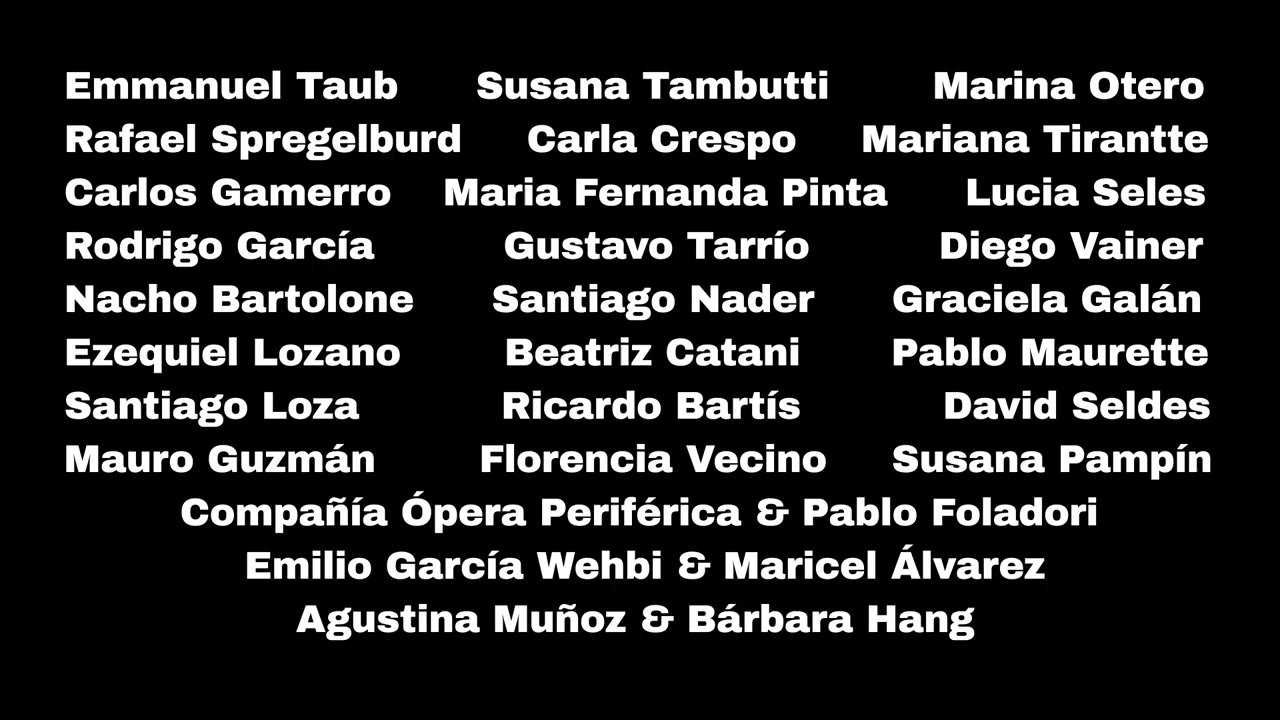 Emmanuel Taub Susana Tambutti Marina Otero
Rafael Spregelburd Carla Crespo Mariana Tirantte
Carlos Gamerro Maria Fernanda Pinta Lucia Seles
Rodrigo García Gustavo Tarrío Diego Vainer
Nacho Bartolone Santiago Nader Graciela Galán
Ezequiel Lozano Beatriz Catani Pablo Maurette
Santiago Loza Ricardo Bartís David Seldes
Mauro Guzmán Florencia Vecino Susana Pampín
Compañía Ópera Periférica & Pablo Foladori
Emilio García Wehbi & Maricel Álvarez
Agustina Muñoz & Bárbara Hang